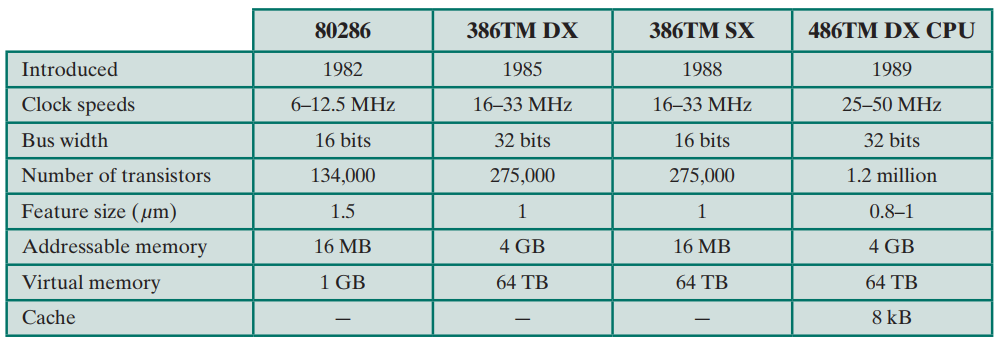 80286 386TM DX 386TM SX 486TM DX CPU
Introduced 1982 1985 1988 1989
Clock speeds 6–12.5 MHz 16–33 MHz 16–33 MHz 25–50 MHz
Bus width 16 bits 32 bits 16 bits 32 bits
Number of transistors 134,000 275,000 275,000 1.2 million
Feature size (μm) 1.5 1 1 0.8–1
Addressable memory 16 MB 4 GB 16 MB 4 GB
Virtual memory 1 GB 64 TB 64 TB 64 TB
Cache — — — 8 kB